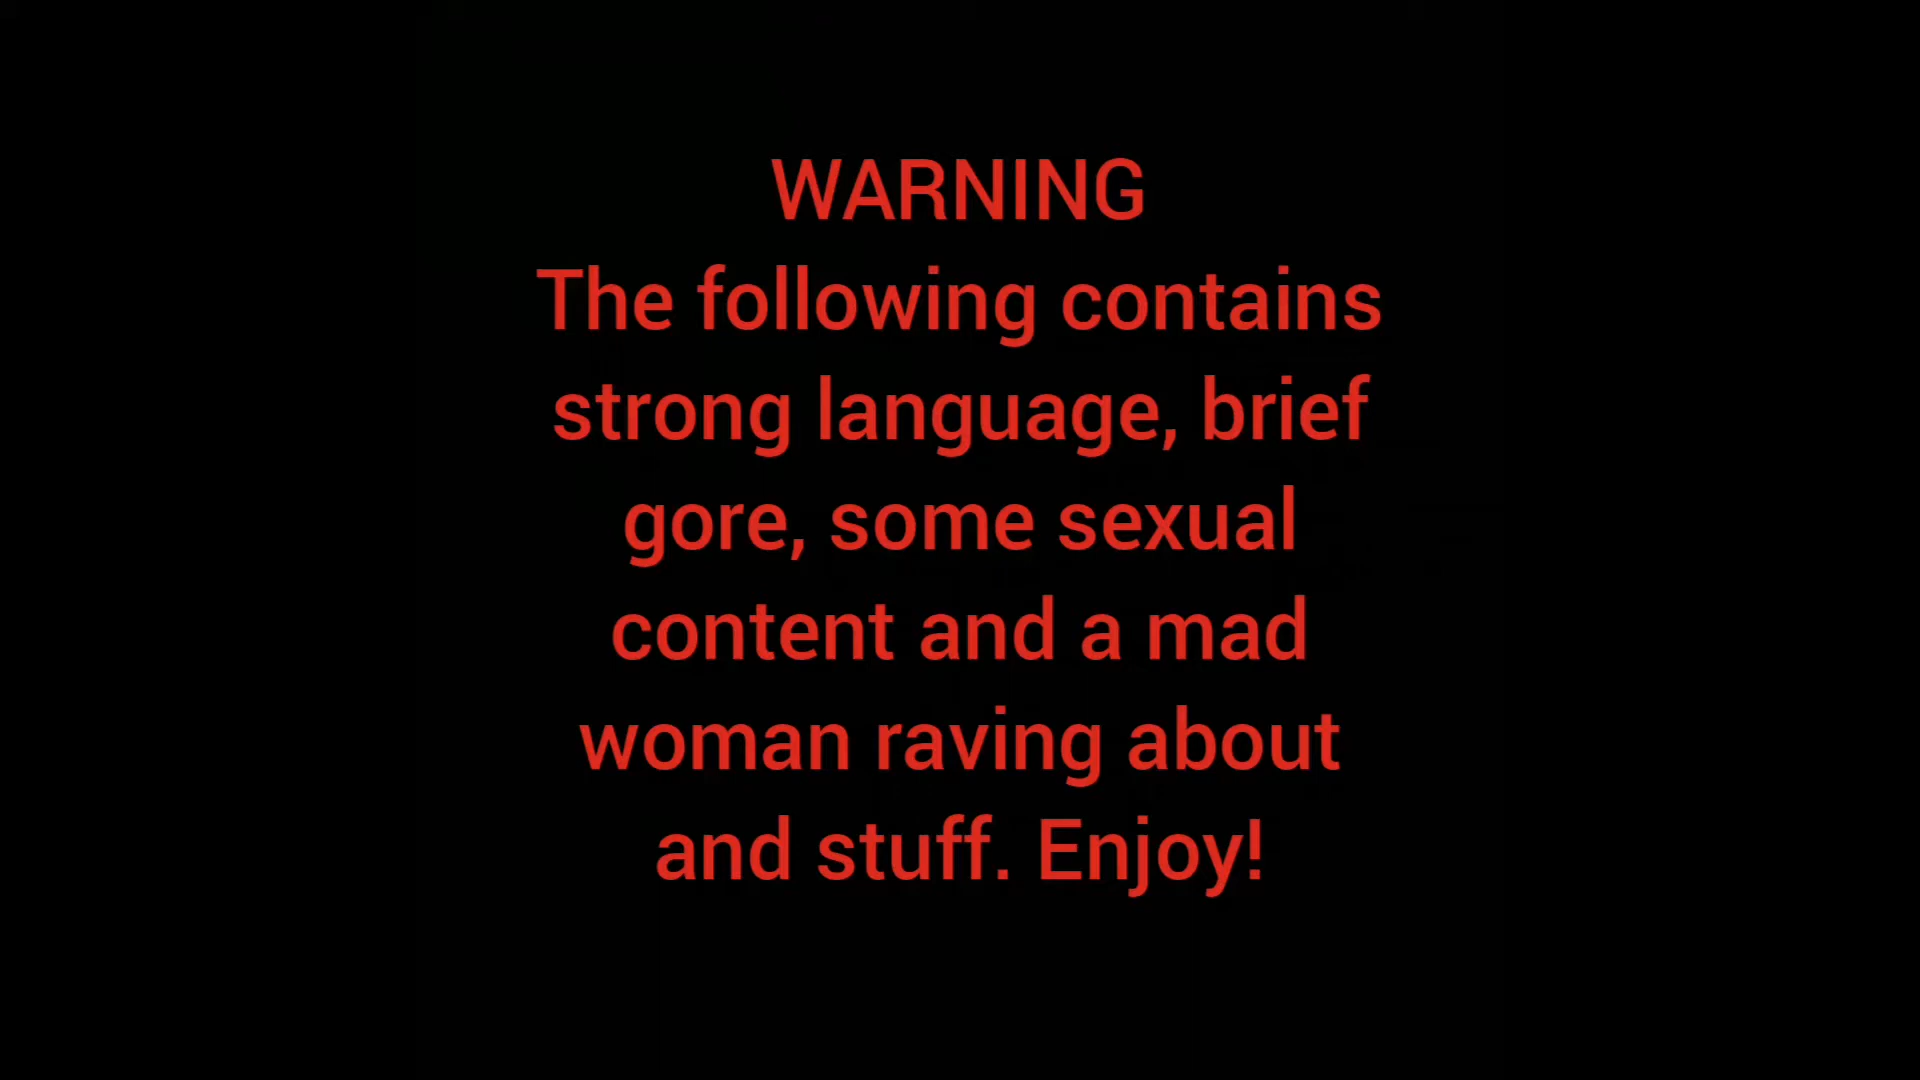 WARNING
The following contains
strong language, brief
gore, some sexual
content and a mad
woman raving about
and stuff. Enjoy!